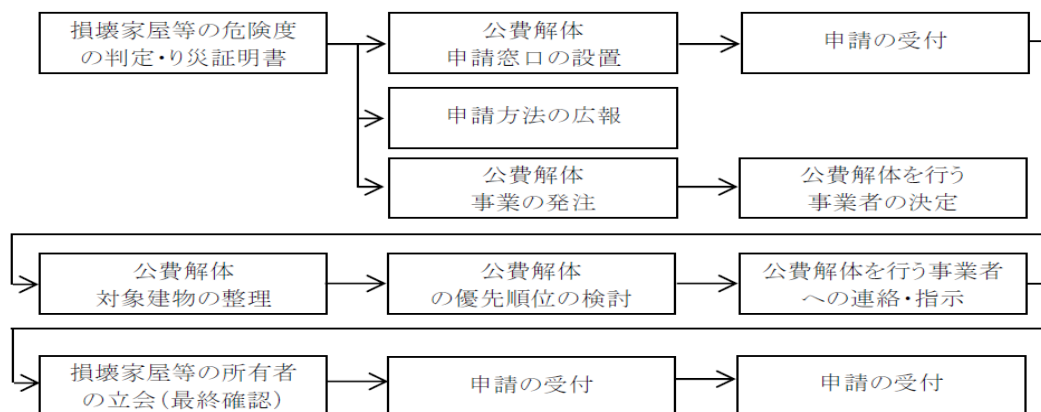 損壊家屋等の危険度
の判定・り災証明書
公費解体
申請窓口の設置
申請の受付
申請方法の広報
公費解体
事業の発注
公費解体を行う
事業者の決定
公費解体
対象建物の整理
公費解体
の優先順位の検討
公費解体を行う事業者
への連絡・指示
損壊家屋等の所有者
の立会(最終確認)
申請の受付
申請の受付